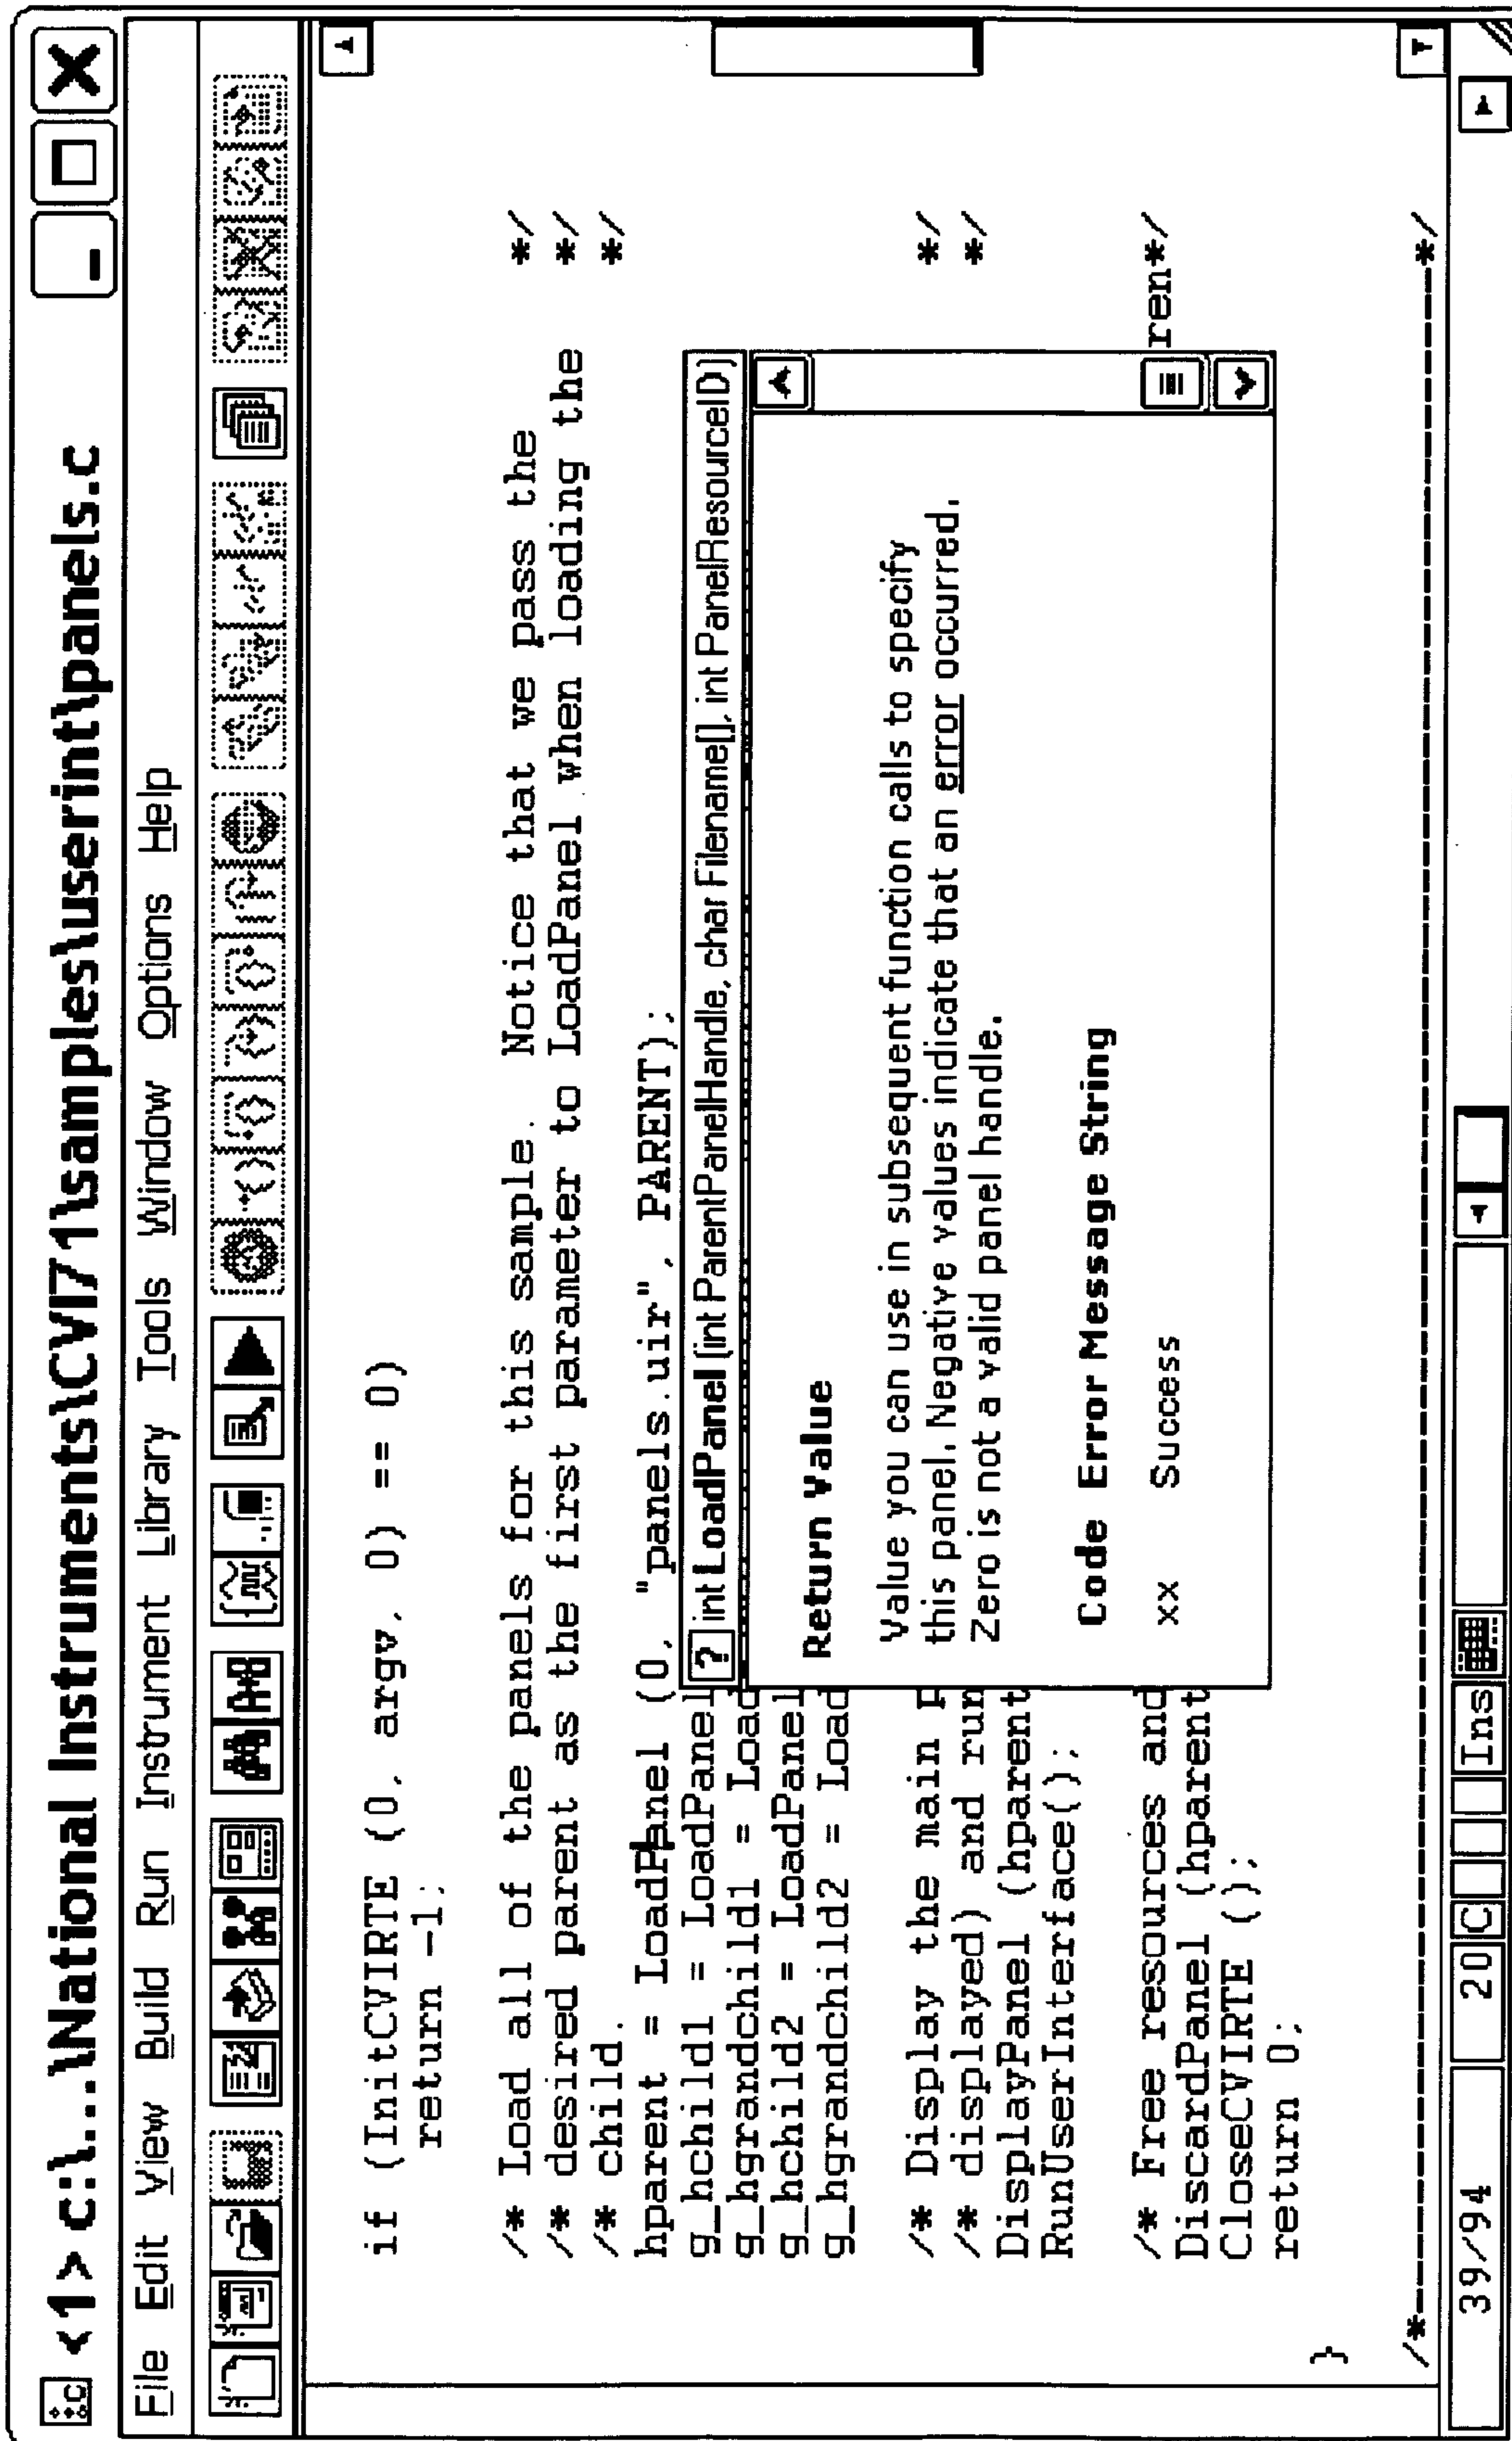 <1> c:\...\National Instruments\CVI71\samples\userint\panels.c
File Edit View Build Run Instrument Library Tools Window Options Help
if (InitCVIRTE (0, argv, 0) == 0)
return -1;
/* Load all of the panels for this sample. Notice that we pass the */
/* desired parent as the first parameter to LoadPanel when loading the */
/* child. */
hparent = LoadPanel (0, "panels.uir", PARENT);
g_hchild1 = LoadPanel
g_hgrandchild1 = Load
g_hchild2 = LoadPanel
g_hgrandchild2 = Load
? int LoadPanel (int ParentPanelHandle, char Filename[], int PanelResourceID)
Return Value
Value you can use in subsequent function calls to specify
this panel. Negative values indicate that an error occurred.
Zero is not a valid panel handle.
Code Error Message String
xx Success
/* Display the main p */
/* displayed) and run */
DisplayPanel (hparent
RunUserInterface();
/* Free resources and ren*/
DiscardPanel (hparent
CloseCVIRTE ();
return 0;
}
/*---------------------------------------------------------------------------*/
39/94 20 C Ins